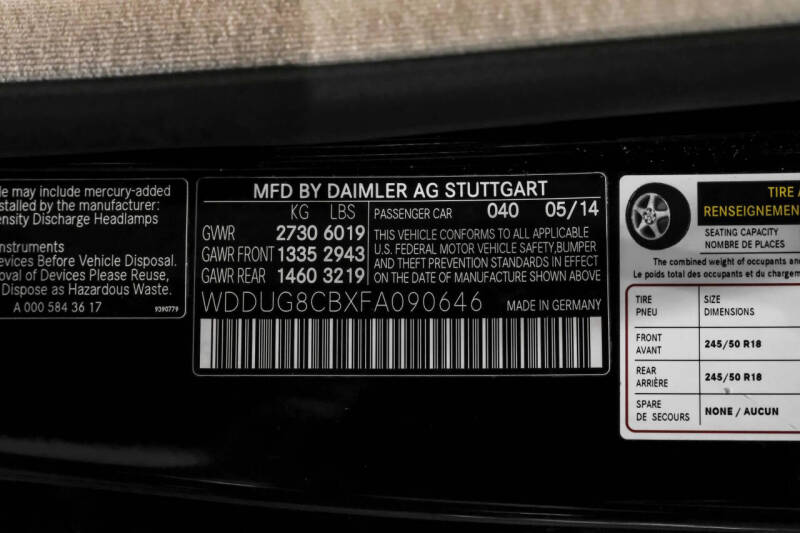 le may include mercury-added
nstalled by the manufacturer:
ensity Discharge Headlamps
nstruments
evices Before Vehicle Disposal.
oval of Devices Please Reuse,
Dispose as Hazardous Waste.
A 000 584 36 17
9390779
MFD BY DAIMLER AG STUTTGART
KG LBS
GVWR 2730 6019
GAWR FRONT 1335 2943
GAWR REAR 1460 3219
PASSENGER CAR 040 05/14
THIS VEHICLE CONFORMS TO ALL APPLICABLE
U.S. FEDERAL MOTOR VEHICLE SAFETY, BUMPER
AND THEFT PREVENTION STANDARDS IN EFFECT
ON THE DATE OF MANUFACTURE SHOWN ABOVE
WDDUG8CBXFA090646 MADE IN GERMANY
TIRE A
RENSEIGNEMEN
SEATING CAPACITY
NOMBRE DE PLACES
The combined weight of occupants and
Le poids total des occupants et du chargem
TIRE SIZE
PNEU DIMENSIONS
FRONT
AVANT 245/50 R18
REAR
ARRIÈRE 245/50 R18
SPARE
DE SECOURS NONE / AUCUN